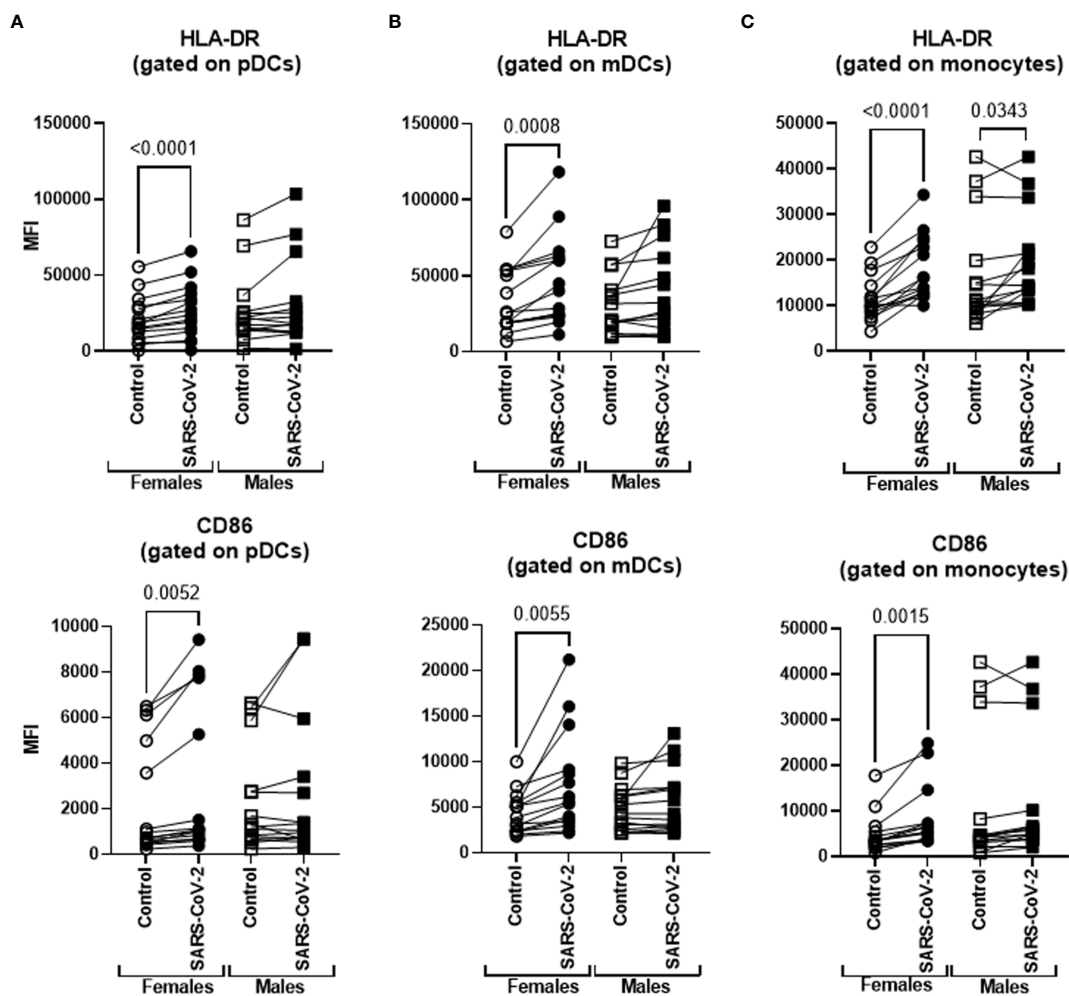 A
HLA-DR
(gated on pDCs)
<0.0001
MFI
150000
100000
50000
0
Control
SARS-CoV-2
Control
SARS-CoV-2
Females
Males
B
HLA-DR
(gated on mDCs)
0.0008
150000
100000
50000
0
Control
SARS-CoV-2
Control
SARS-CoV-2
Females
Males
C
HLA-DR
(gated on monocytes)
<0.0001
0.0343
50000
40000
30000
20000
10000
0
Control
SARS-CoV-2
Control
SARS-CoV-2
Females
Males
CD86
(gated on pDCs)
0.0052
MFI
10000
8000
6000
4000
2000
0
Control
SARS-CoV-2
Control
SARS-CoV-2
Females
Males
CD86
(gated on mDCs)
0.0055
25000
20000
15000
10000
5000
0
Control
SARS-CoV-2
Control
SARS-CoV-2
Females
Males
CD86
(gated on monocytes)
0.0015
50000
40000
30000
20000
10000
0
Control
SARS-CoV-2
Control
SARS-CoV-2
Females
Males